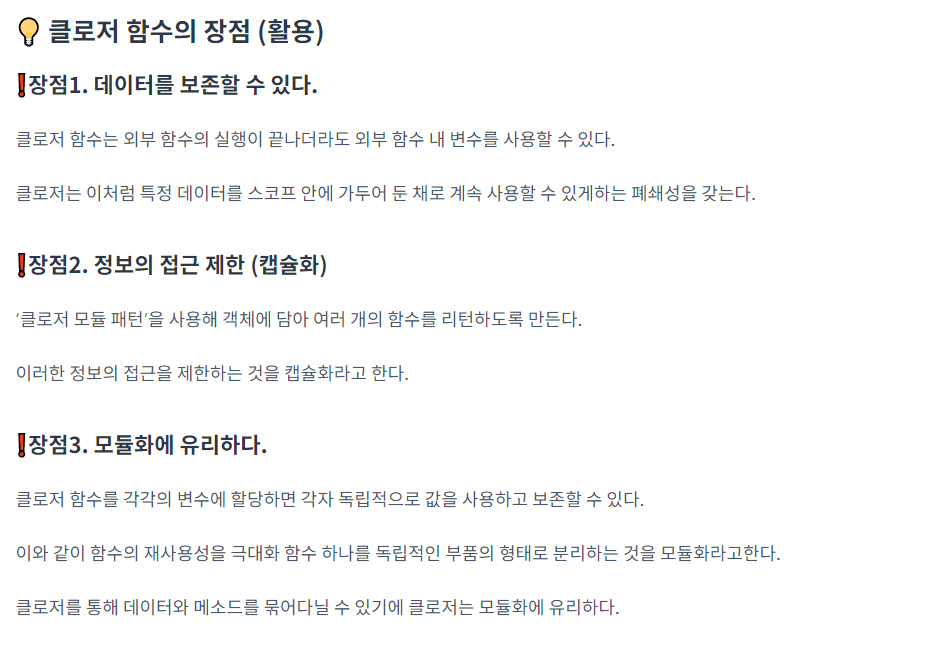 💡 클로저 함수의 장점 (활용)
❗장점1. 데이터를 보존할 수 있다.
클로저 함수는 외부 함수의 실행이 끝나더라도 외부 함수 내 변수를 사용할 수 있다.
클로저는 이처럼 특정 데이터를 스코프 안에 가두어 둔 채로 계속 사용할 수 있게하는 폐쇄성을 갖는다.
❗장점2. 정보의 접근 제한 (캡슐화)
‘클로저 모듈 패턴’을 사용해 객체에 담아 여러 개의 함수를 리턴하도록 만든다.
이러한 정보의 접근을 제한하는 것을 캡슐화라고 한다.
❗장점3. 모듈화에 유리하다.
클로저 함수를 각각의 변수에 할당하면 각자 독립적으로 값을 사용하고 보존할 수 있다.
이와 같이 함수의 재사용성을 극대화 함수 하나를 독립적인 부품의 형태로 분리하는 것을 모듈화라고한다.
클로저를 통해 데이터와 메소드를 묶어다닐 수 있기에 클로저는 모듈화에 유리하다.